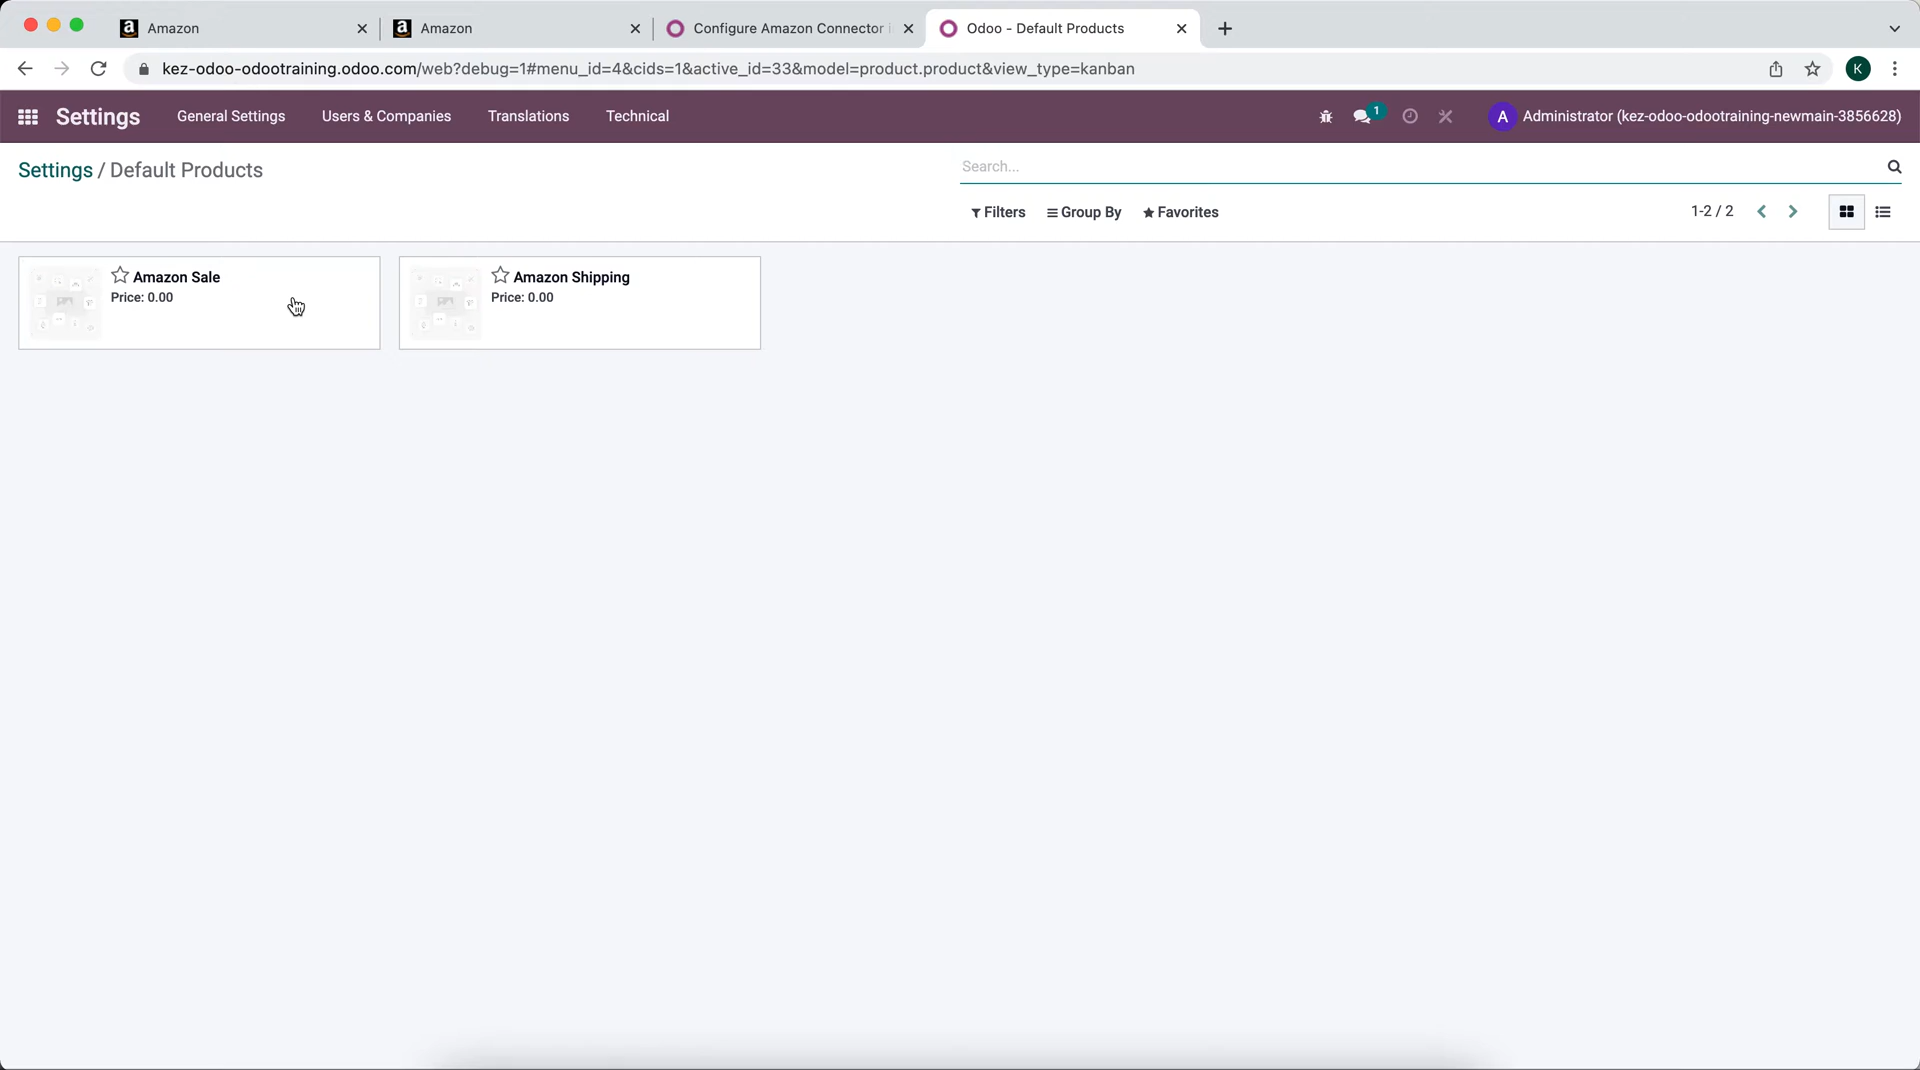 Amazon
Amazon
Configure Amazon Connector i
Odoo - Default Products
kez-odoo-odootraining.odoo.com/web?debug=1#menu_id=4&cids=1&active_id=33&model=product.product&view_type=kanban
K
Settings
General Settings
Users & Companies
Translations
Technical
1
A
Administrator (kez-odoo-odootraining-newmain-3856628)
Settings / Default Products
Search...
Filters
Group By
Favorites
1-2 / 2
Amazon Sale
Price: 0.00
Amazon Shipping
Price: 0.00